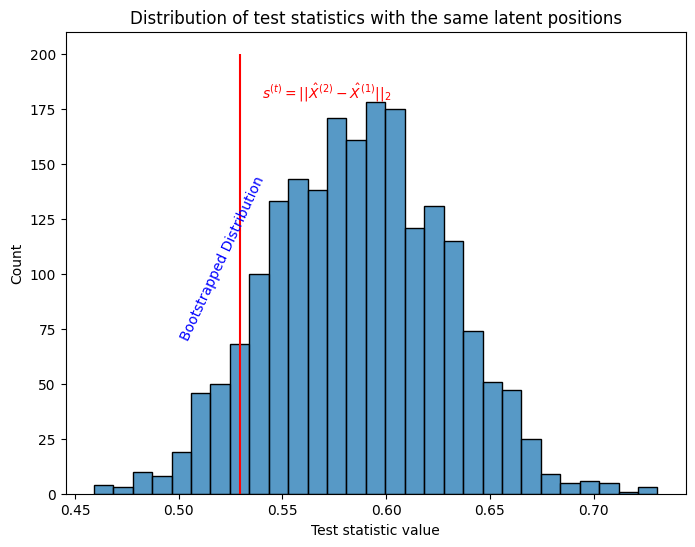 Distribution of test statistics with the same latent positions
200
175
150
125
100
75
50
25
0
Count
s^{(t)} = ||X̂^{(2)} − X̂^{(1)}||_2
Bootstrapped Distribution
0.45 0.50 0.55 0.60 0.65 0.70
Test statistic value